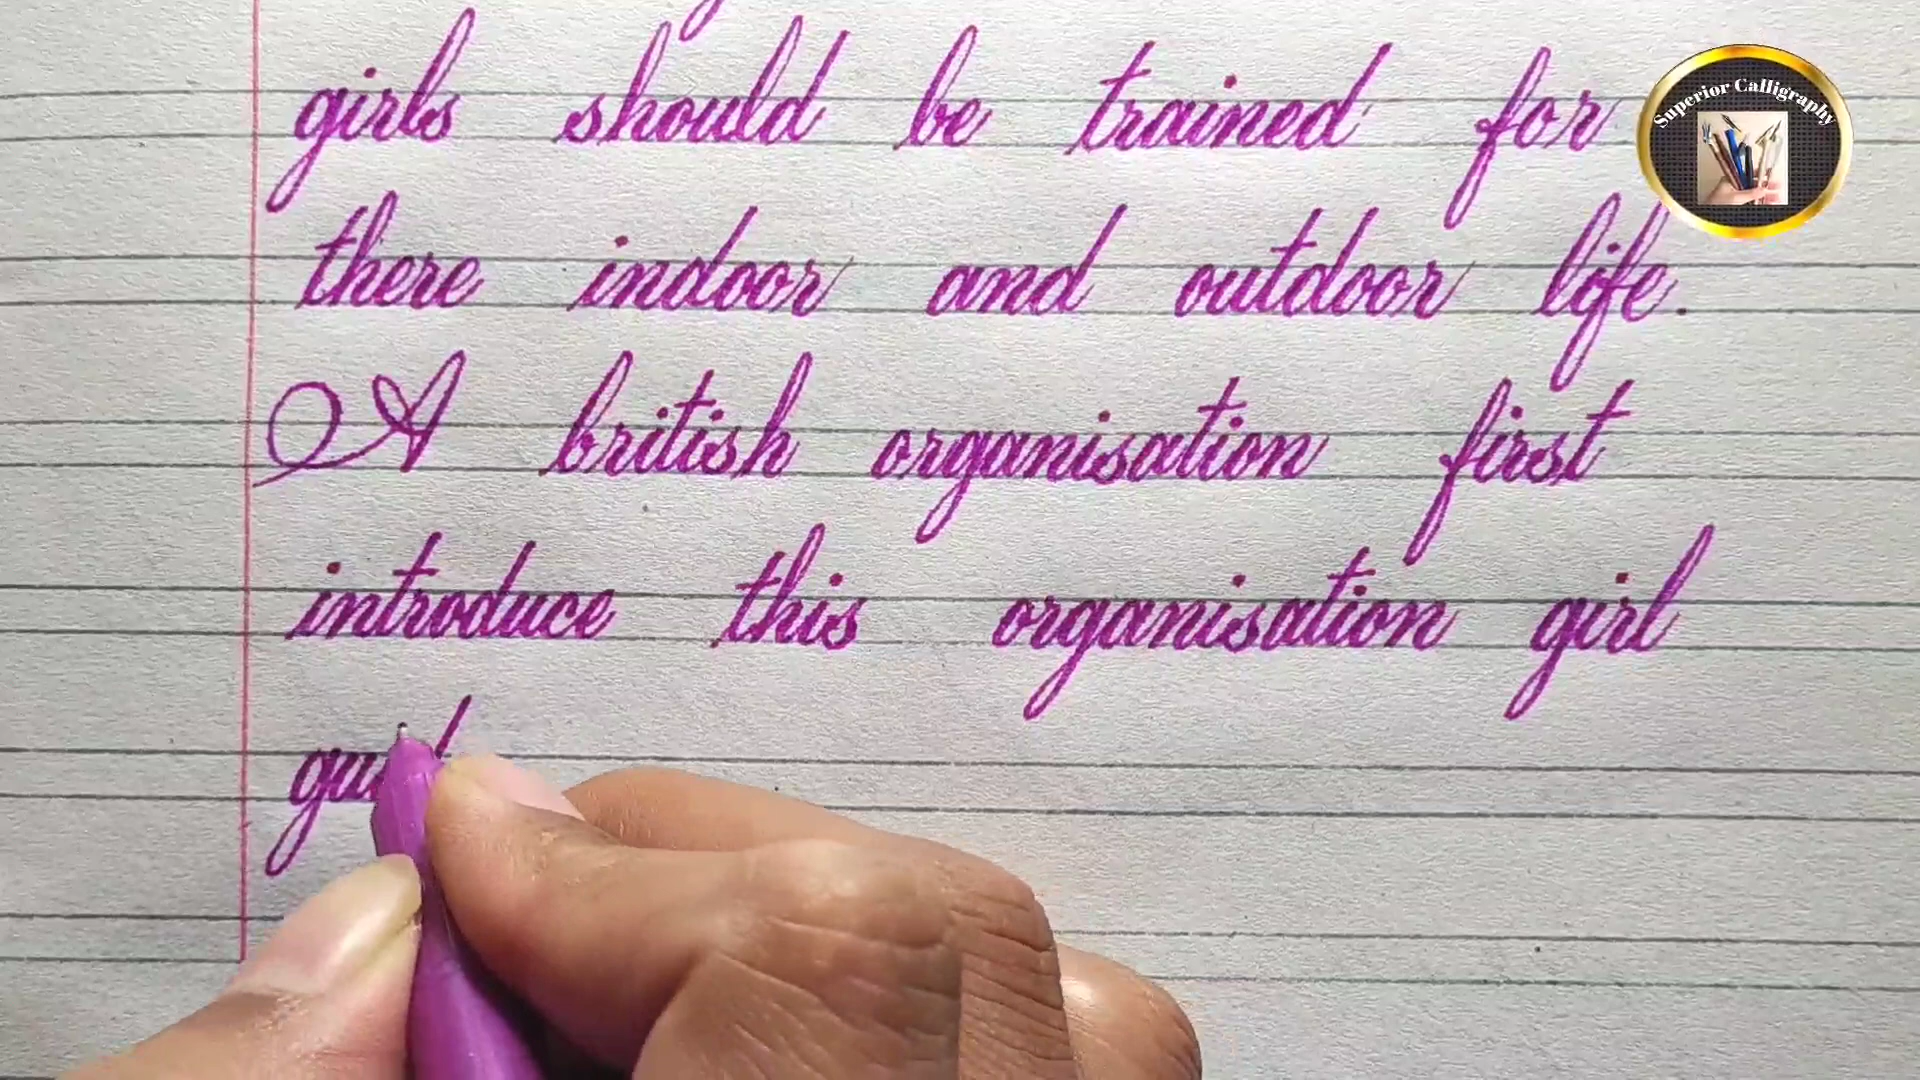 Superior Calligraphy
girls should be trained for
there indoor and outdoor life.
A british organisation first
introduce this organisation girl